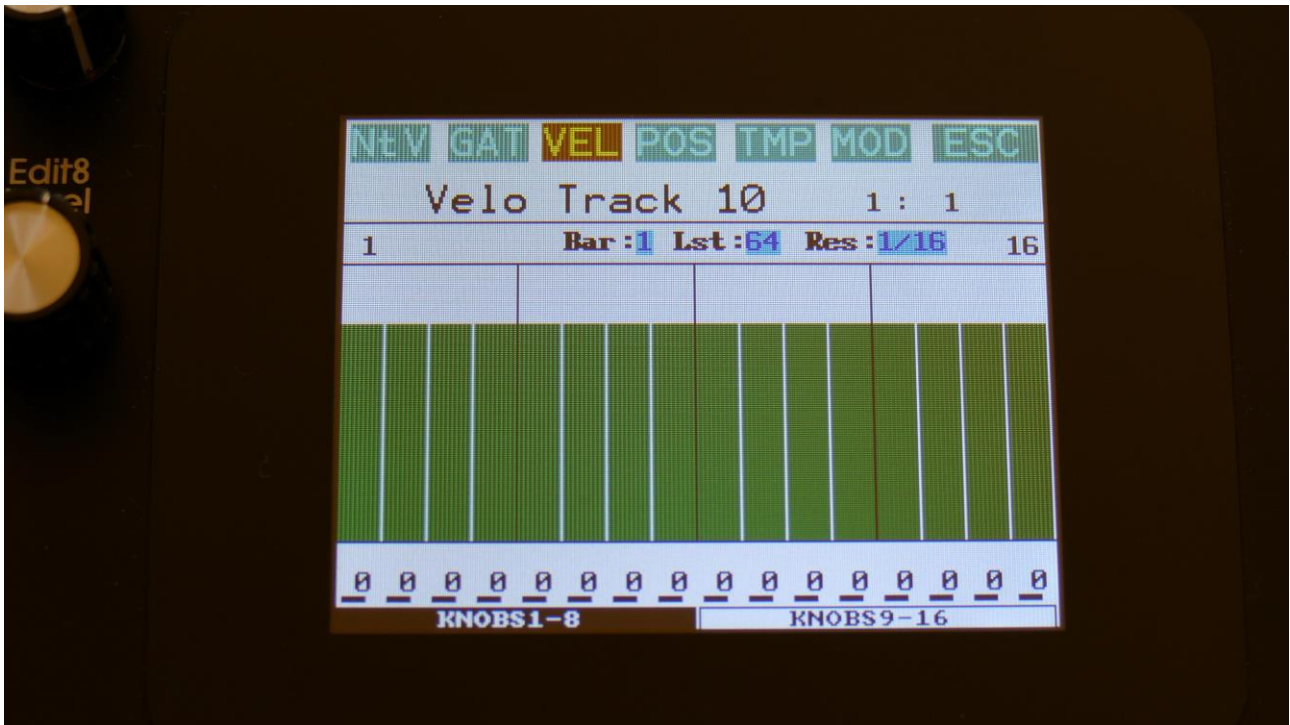 Edit8
NtV GAT VEL POS TMP MOD ESC
Velo Track 10 1: 1
1 Bar:1 Lst:64 Res:1/16 16
0 0 0 0 0 0 0 0 0 0 0 0 0 0 0 0
KNOBS1-8 KNOBS9-16